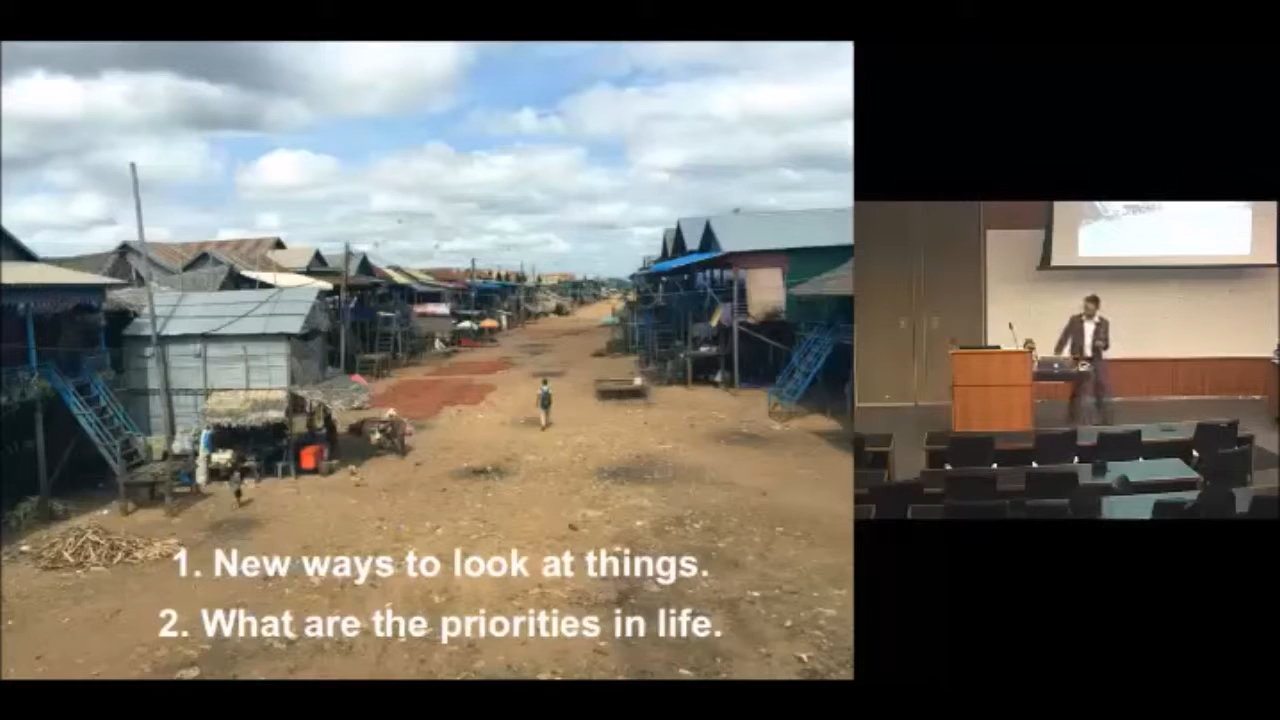 1. New ways to look at things.
2. What are the priorities in life.